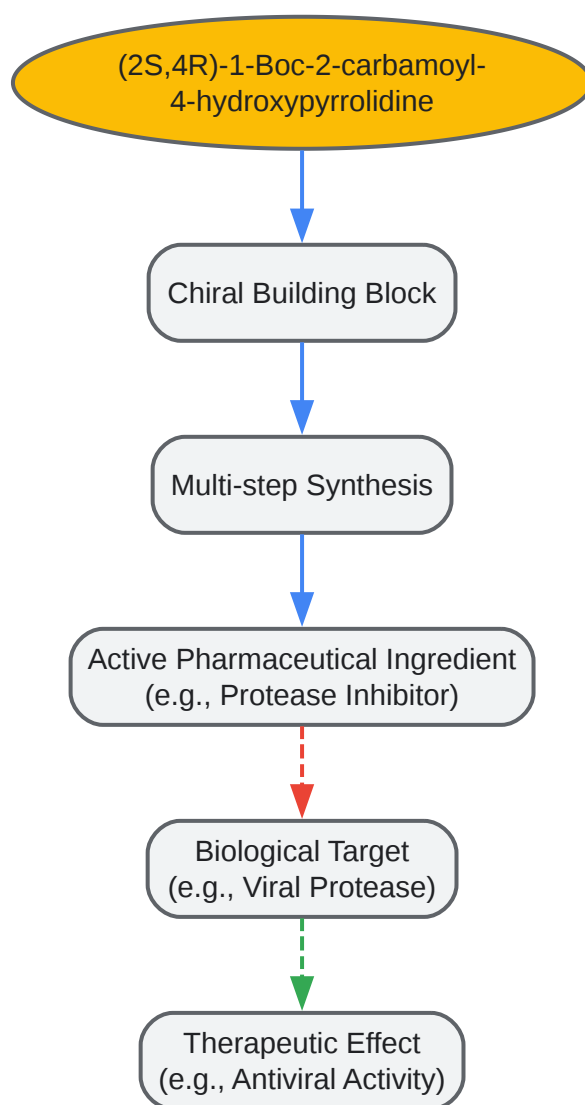 (2S,4R)-1-Boc-2-carbamoyl-
4-hydroxypyrrolidine
Chiral Building Block
Multi-step Synthesis
Active Pharmaceutical Ingredient
(e.g., Protease Inhibitor)
Biological Target
(e.g., Viral Protease)
Therapeutic Effect
(e.g., Antiviral Activity)